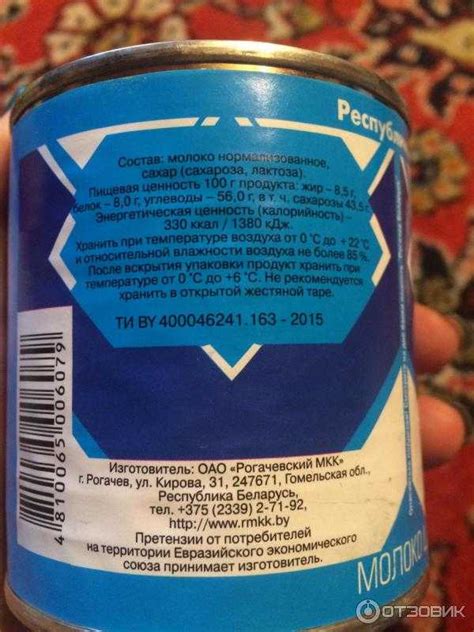 Республи
Состав: молоко нормализованное,
сахар (сахароза, лактоза).
Пищевая ценность 100 г продукта: жир – 8,5 г,
белок – 8,0 г, углеводы – 56,0 г, в т. ч. сахарозы 43,5 г.
Энергетическая ценность (калорийность) –
330 ккал / 1380 кДж.
Хранить при температуре воздуха от 0 °С до +22 °С
и относительной влажности воздуха не более 85 %.
После вскрытия упаковки продукт хранить при
температуре от 0 °С до +6 °С. Не рекомендуется
хранить в открытой жестяной таре.
ТИ BY 400046241.163 - 2015
4 810065 006079
Изготовитель: ОАО «Рогачевский МКК»
г. Рогачев, ул. Кирова, 31, 247671, Гомельская обл.,
Республика Беларусь,
тел. +375 (2339) 2-71-92,
http://www.rmkk.by
Претензии от потребителей
на территории Евразийского экономического
союза принимает изготовитель.
МОЛОКО
ОТЗОВИК